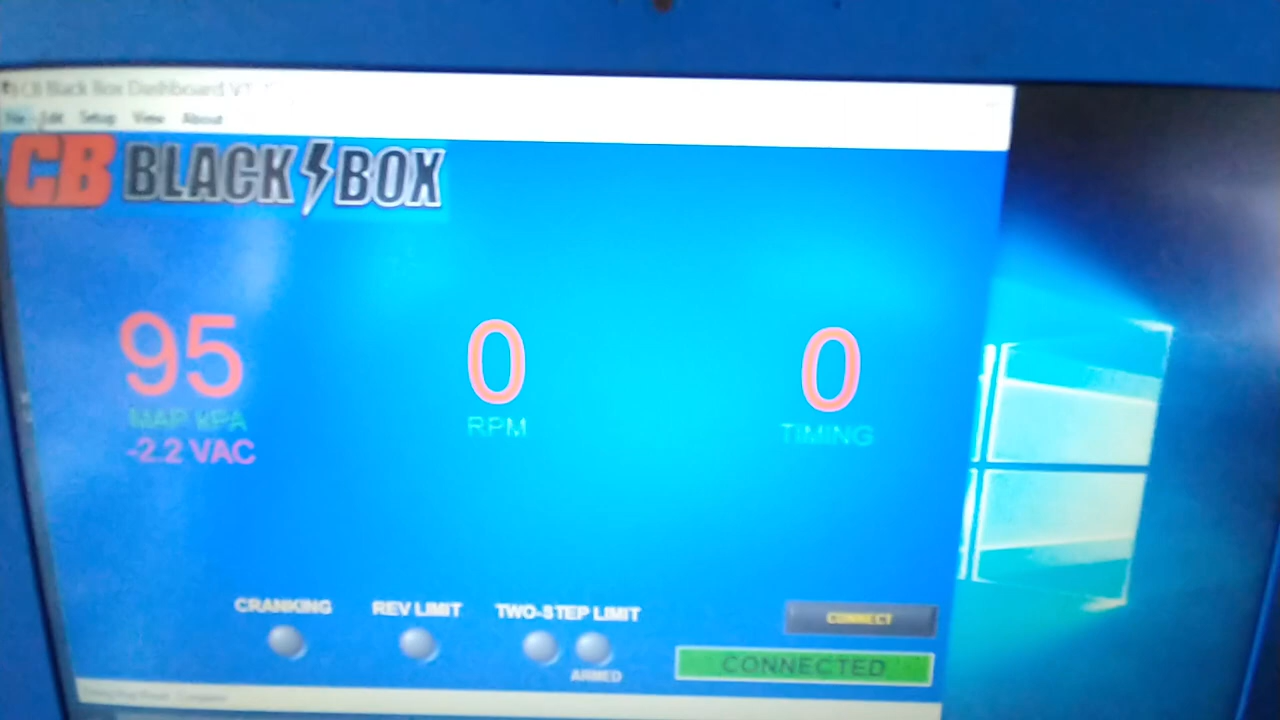 CB Black Box Dashboard
File Edit Setup View About
CB BLACK BOX
95
MAP KPA
-2.2 VAC
0
RPM
0
TIMING
CRANKING
REV LIMIT
TWO-STEP LIMIT
ARMED
CONNECT
CONNECTED